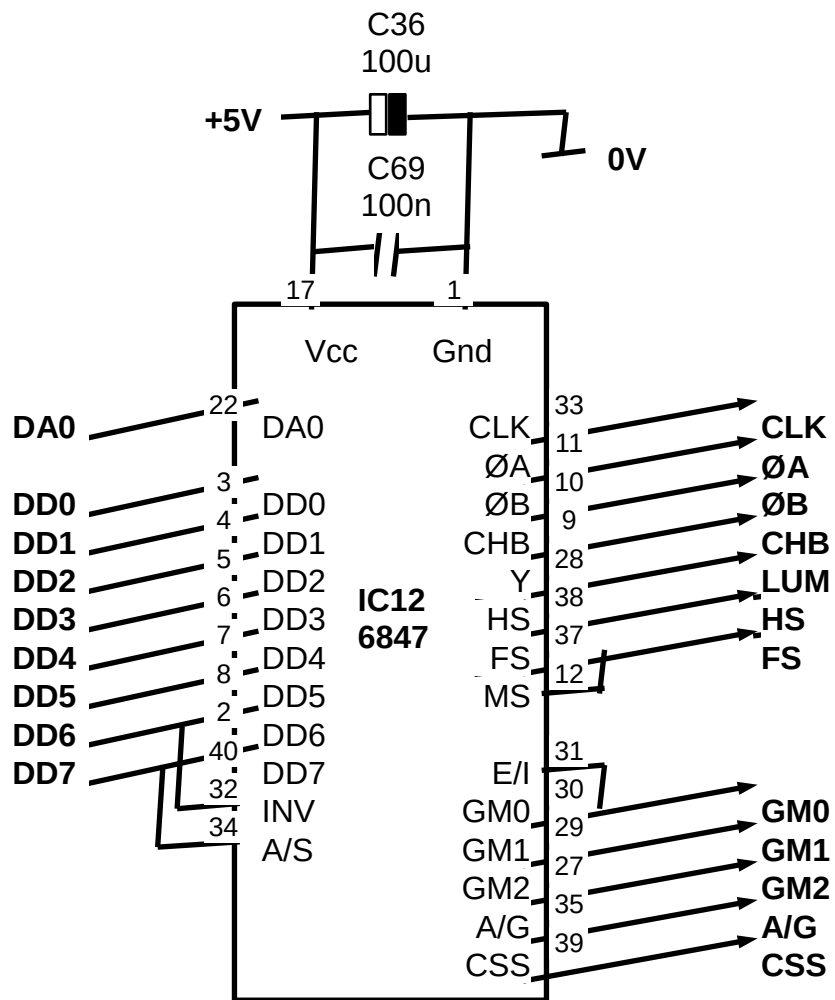 C36
100u
+5V
0V
C69
100n
17 1
Vcc Gnd
22 33
DA0 DA0 CLK CLK
11
ØA ØA
3 10
DD0 DD0 ØB ØB
4 9
DD1 DD1 CHB CHB
5 28
DD2 DD2 Y LUM
IC12
6 38
DD3 DD3 HS HS
6847
7 37
DD4 DD4 FS FS
8 12
DD5 DD5 MS
2
DD6 DD6
40 31
DD7 DD7 E/I
32 30
INV GM0 GM0
34 29
A/S GM1 GM1
27
GM2 GM2
35
A/G A/G
39
CSS CSS